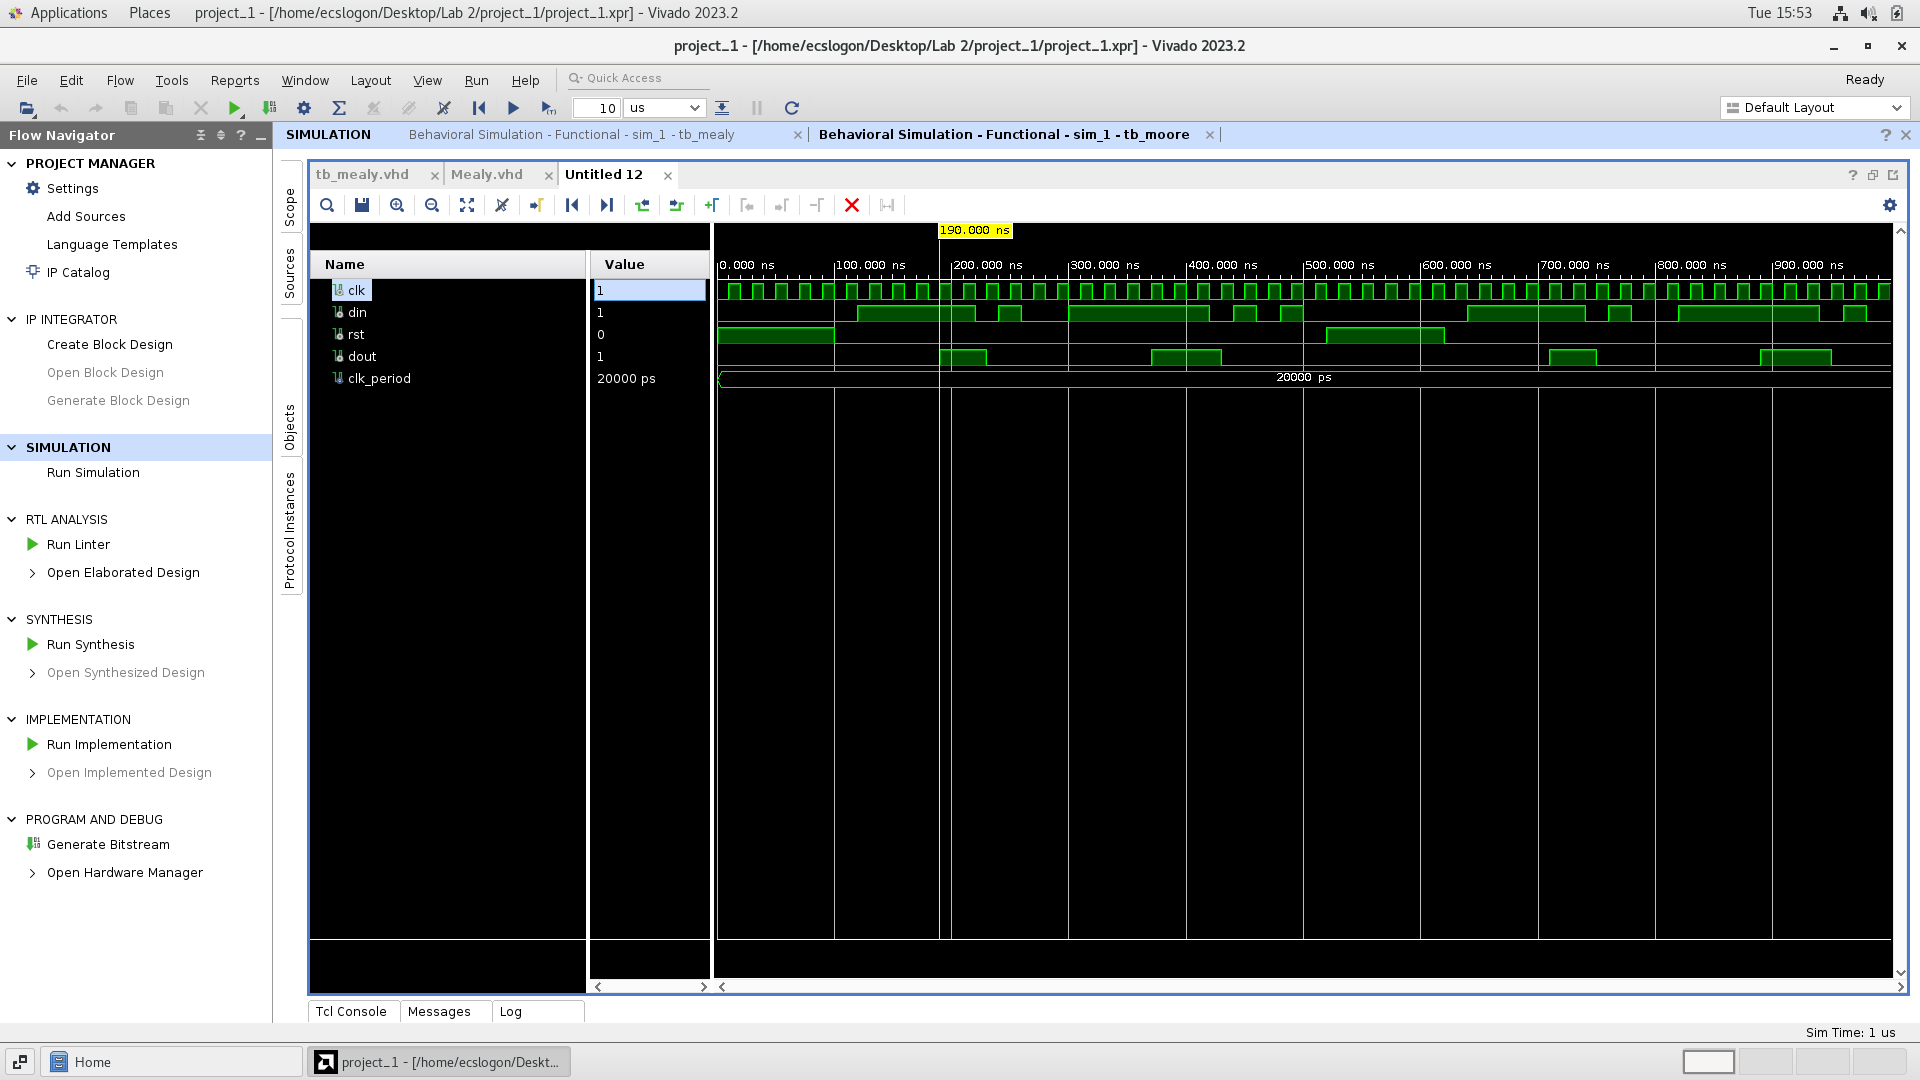 Applications Places project_1 - [/home/ecslogon/Desktop/Lab 2/project_1/project_1.xpr] - Vivado 2023.2 Tue 15:53
project_1 - [/home/ecslogon/Desktop/Lab 2/project_1/project_1.xpr] - Vivado 2023.2
File Edit Flow Tools Reports Window Layout View Run Help Quick Access Ready
10 us Default Layout
Flow Navigator
SIMULATION Behavioral Simulation - Functional - sim_1 - tb_mealy Behavioral Simulation - Functional - sim_1 - tb_moore
PROJECT MANAGER
Settings
Add Sources
Language Templates
IP Catalog
IP INTEGRATOR
Create Block Design
Open Block Design
Generate Block Design
SIMULATION
Run Simulation
RTL ANALYSIS
Run Linter
Open Elaborated Design
SYNTHESIS
Run Synthesis
Open Synthesized Design
IMPLEMENTATION
Run Implementation
Open Implemented Design
PROGRAM AND DEBUG
Generate Bitstream
Open Hardware Manager
Scope
Sources
Objects
Protocol Instances
tb_mealy.vhd Mealy.vhd Untitled 12
190.000 ns
Name Value
0.000 ns 100.000 ns 200.000 ns 300.000 ns 400.000 ns 500.000 ns 600.000 ns 700.000 ns 800.000 ns 900.000 ns
clk 1
din 1
rst 0
dout 1
clk_period 20000 ps 20000 ps
Tcl Console Messages Log
Sim Time: 1 us
Home project_1 - [/home/ecslogon/Deskt...